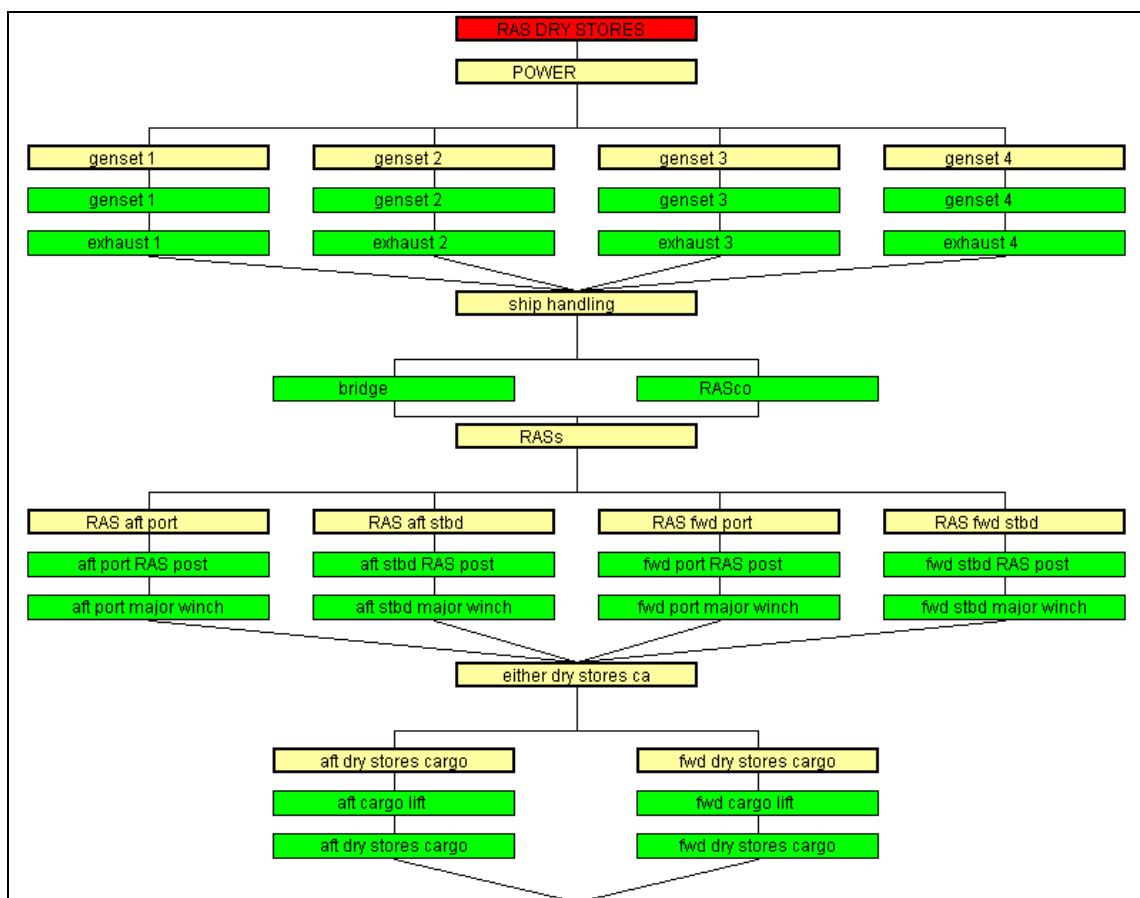 RAS DRY STORES
POWER
genset 1
genset 2
genset 3
genset 4
genset 1
genset 2
genset 3
genset 4
exhaust 1
exhaust 2
exhaust 3
exhaust 4
ship handling
bridge
RASco
RASs
RAS aft port
RAS aft stbd
RAS fwd port
RAS fwd stbd
aft port RAS post
aft stbd RAS post
fwd port RAS post
fwd stbd RAS post
aft port major winch
aft stbd major winch
fwd port major winch
fwd stbd major winch
either dry stores ca
aft dry stores cargo
fwd dry stores cargo
aft cargo lift
fwd cargo lift
aft dry stores cargo
fwd dry stores cargo